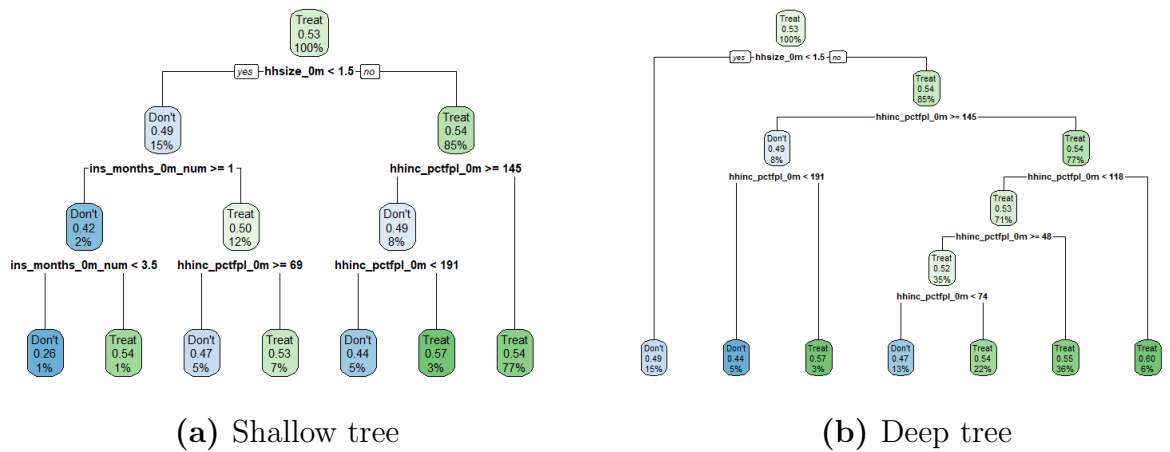 Treat
0.53
100%
yes hhsize_0m < 1.5 no
Don't
0.49
15%
Treat
0.54
85%
ins_months_0m_num >= 1
hhinc_pctfpl_0m >= 145
Don't
0.42
2%
Treat
0.50
12%
Don't
0.49
8%
ins_months_0m_num < 3.5
hhinc_pctfpl_0m >= 69
hhinc_pctfpl_0m < 191
Don't
0.26
1%
Treat
0.54
1%
Don't
0.47
5%
Treat
0.53
7%
Don't
0.44
5%
Treat
0.57
3%
Treat
0.54
77%
(a) Shallow tree
Treat
0.53
100%
yes hhsize_0m < 1.5 no
Treat
0.54
85%
hhinc_pctfpl_0m >= 145
Don't
0.49
8%
Treat
0.54
77%
hhinc_pctfpl_0m < 191
hhinc_pctfpl_0m < 118
Treat
0.53
71%
hhinc_pctfpl_0m >= 48
Treat
0.52
35%
hhinc_pctfpl_0m < 74
Don't
0.49
15%
Don't
0.44
5%
Treat
0.57
3%
Don't
0.47
13%
Treat
0.54
22%
Treat
0.55
36%
Treat
0.60
6%
(b) Deep tree